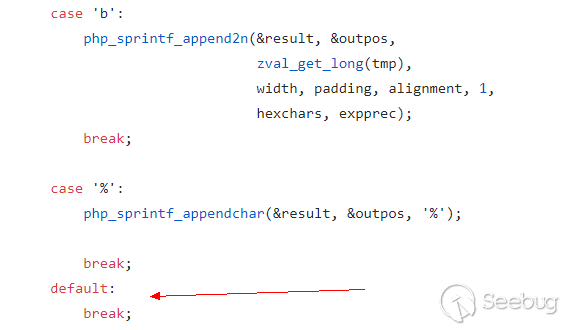 case 'b':
php_sprintf_append2n(&result, &outpos,
zval_get_long(tmp),
width, padding, alignment, 1,
hexchars, expprec);
break;
case '%':
php_sprintf_appendchar(&result, &outpos, '%');
break;
default:
break;
Seebug